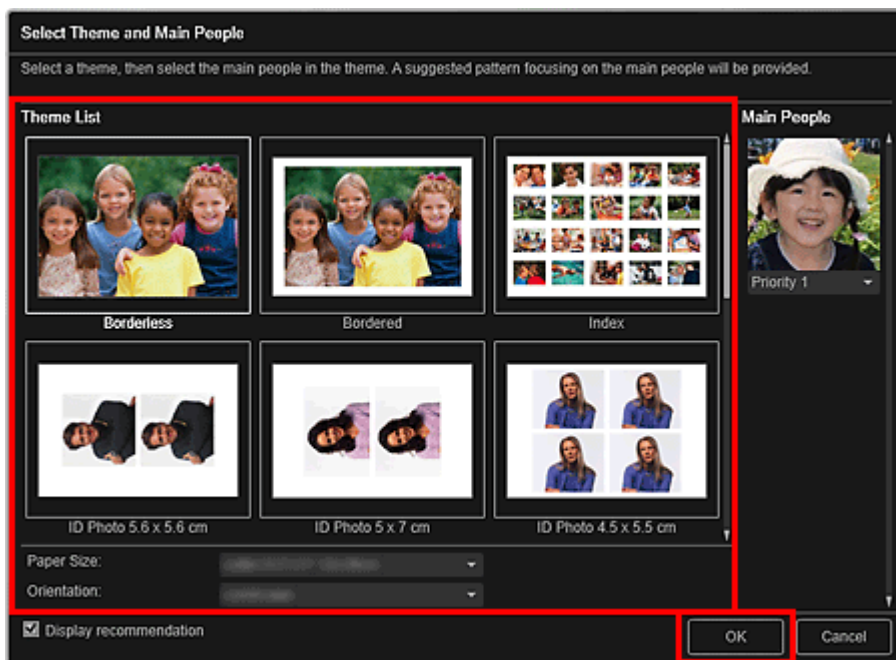 Select Theme and Main People
Select a theme, then select the main people in the theme. A suggested pattern focusing on the main people will be provided.
Theme List
Main People
Borderless
Bordered
Index
Priority 1
ID Photo 5.6 x 5.6 cm
ID Photo 5 x 7 cm
ID Photo 4.5 x 5.5 cm
Paper Size:
Orientation:
Display recommendation
OK
Cancel